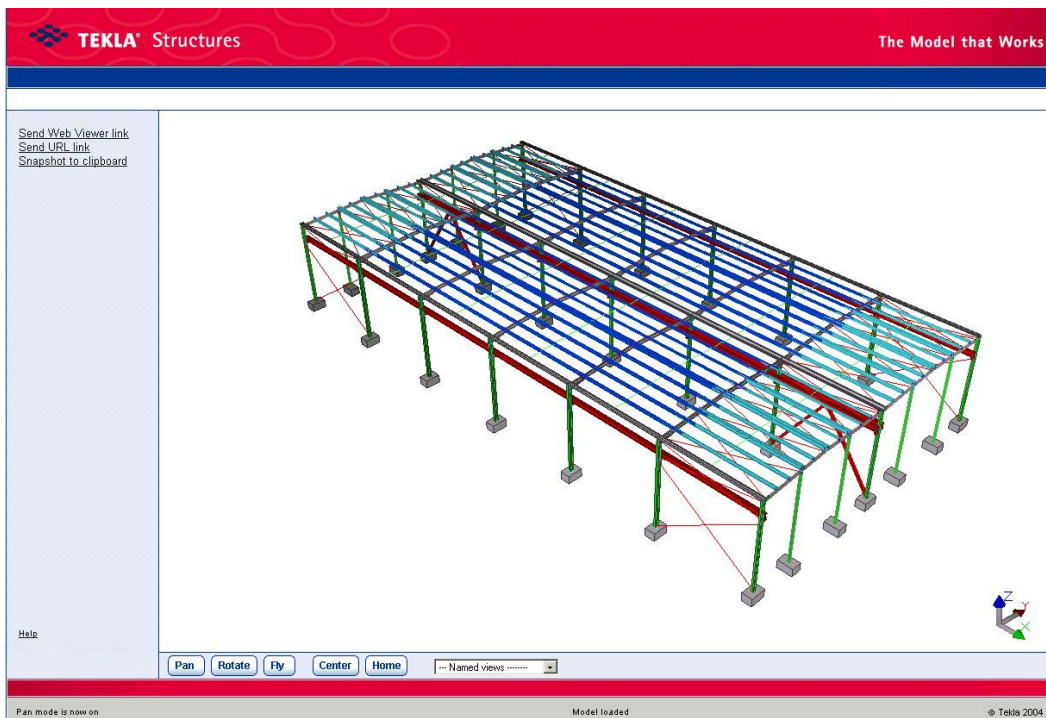 TEKLA® Structures
The Model that Works
Send Web Viewer link
Send URL link
Snapshot to clipboard
Z
Y
X
Help
Pan Rotate Fly Center Home --- Named views --------
Pan mode is now on Model loaded © Tekla 2004